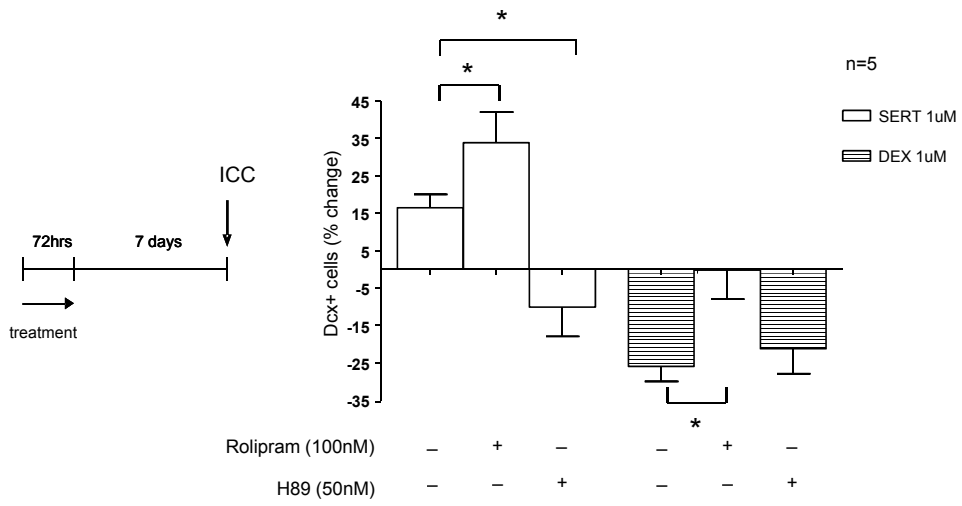 *
*
n=5
SERT 1uM
DEX 1uM
ICC
72hrs
7 days
treatment
Dcx+ cells (% change)
45
35
25
15
5
-5
-15
-25
-35
*
Rolipram (100nM) – + – – + –
H89 (50nM) – – + – – +